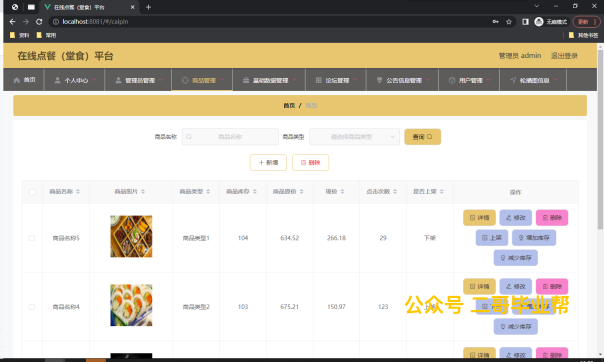 在线点餐（堂食）平台
localhost:8081/#/caipin
无痕模式
更新
资料 常用 其他书签
在线点餐（堂食）平台 管理员 admin 退出登录
首页 个人中心 管理员管理 商品管理 基础数据管理 论坛管理 公告信息管理 用户管理 轮播图信息
首页 / 商品
商品名称 商品名称 商品类型 请选择商品类型 查询
新增 删除
商品名称 商品图片 商品类型 商品库存 商品原价 现价 点击次数 是否上架 操作
商品名称5 商品类型1 104 634.52 266.18 29 下架
详情 修改 删除
上架 增加库存
减少库存
商品名称4 商品类型2 103 675.21 150.97 123
详情 修改 删除
公众号 二哥毕业帮
减少库存
详情 修改 删除